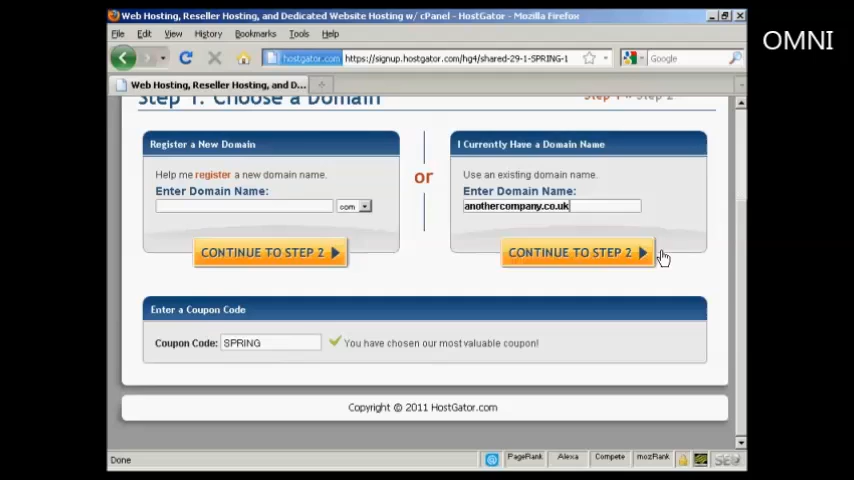 Web Hosting, Reseller Hosting, and Dedicated Website Hosting w/ cPanel - HostGator - Mozilla Firefox
OMNI
File Edit View History Bookmarks Tools Help
hostgator.com https://signup.hostgator.com/hg4/shared-29-1-SPRING-1
Google
Web Hosting, Reseller Hosting, and D...
Step 1: Choose a Domain
Step 1 Step 2
Register a New Domain
Help me register a new domain name.
Enter Domain Name:
com
CONTINUE TO STEP 2
or
I Currently Have a Domain Name
Use an existing domain name.
Enter Domain Name:
anothercompany.co.uk
CONTINUE TO STEP 2
Enter a Coupon Code
Coupon Code: SPRING You have chosen our most valuable coupon!
Copyright © 2011 HostGator.com
Done PageRank Alexa Compete mozRank SEO